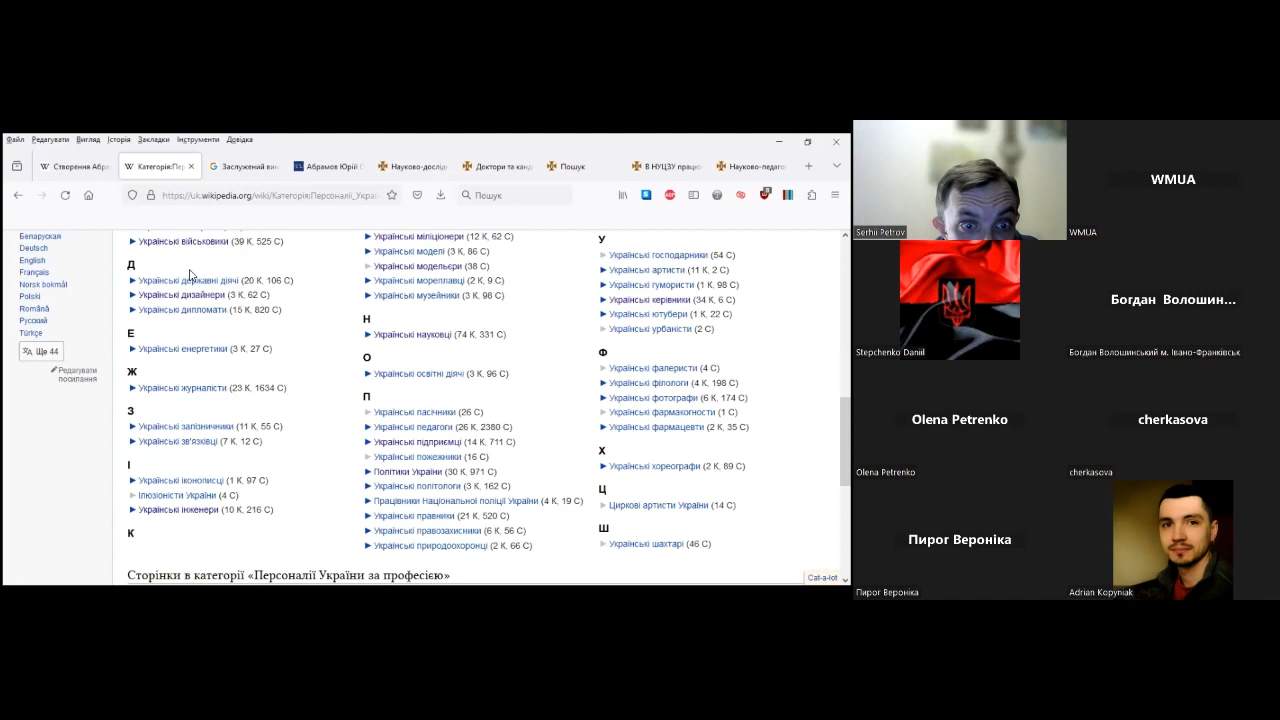 Файл Редагувати Вигляд Історія Закладки Інструменти Довідка
Створення Абра
Категорія:Пер
Заслужений вин
Абрамов Юрій О
Науково-дослід
Доктори та канд
Пошук
В НУЦЗУ працю
Науково-педагог
https://uk.wikipedia.org/wiki/Категорія:Персоналії_Украї
Пошук
Беларуская
Deutsch
English
Français
Norsk bokmål
Polski
Română
Русский
Türkçe
Ще 44
Редагувати
посилання
Українські військовики (39 К, 525 С)
Д
Українські державні діячі (20 К, 106 С)
Українські дизайнери (3 К, 62 С)
Українські дипломати (15 К, 820 С)
Е
Українські енергетики (3 К, 27 С)
Ж
Українські журналісти (23 К, 1634 С)
З
Українські залізничники (11 К, 55 С)
Українські зв'язківці (7 К, 12 С)
І
Українські іконописці (1 К, 97 С)
Ілюзіоністи України (4 С)
Українські інженери (10 К, 216 С)
К
Українські міліціонери (12 К, 62 С)
Українські моделі (3 К, 86 С)
Українські модельєри (38 С)
Українські мореплавці (2 К, 9 С)
Українські музейники (3 К, 98 С)
Н
Українські науковці (74 К, 331 С)
О
Українські освітні діячі (3 К, 96 С)
П
Українські пасічники (26 С)
Українські педагоги (26 К, 2380 С)
Українські підприємці (14 К, 711 С)
Українські пожежники (16 С)
Політики України (30 К, 971 С)
Українські політологи (3 К, 162 С)
Працівники Національної поліції України (4 К, 19 С)
Українські правники (21 К, 520 С)
Українські правозахисники (6 К, 56 С)
Українські природоохоронці (2 К, 66 С)
У
Українські господарники (54 С)
Українські артисти (11 К, 2 С)
Українські гумористи (1 К, 98 С)
Українські керівники (34 К, 6 С)
Українські ютубери (1 К, 22 С)
Українські урбаністи (2 С)
Ф
Українські фалеристи (4 С)
Українські філологи (4 К, 198 С)
Українські фотографи (6 К, 174 С)
Українські фармакогности (1 С)
Українські фармацевти (2 К, 35 С)
Х
Українські хореографи (2 К, 89 С)
Ц
Циркові артисти України (14 С)
Ш
Українські шахтарі (46 С)
Сторінки в категорії «Персоналії України за професією»
Cat-a-lot
Serhii Petrov
WMUA
WMUA
Stepchenko Daniil
Богдан Волошин...
Богдан Волошинський м. Івано-Франківськ
Olena Petrenko
Olena Petrenko
cherkasova
cherkasova
Пирог Вероніка
Пирог Вероніка
Adrian Kopyniak